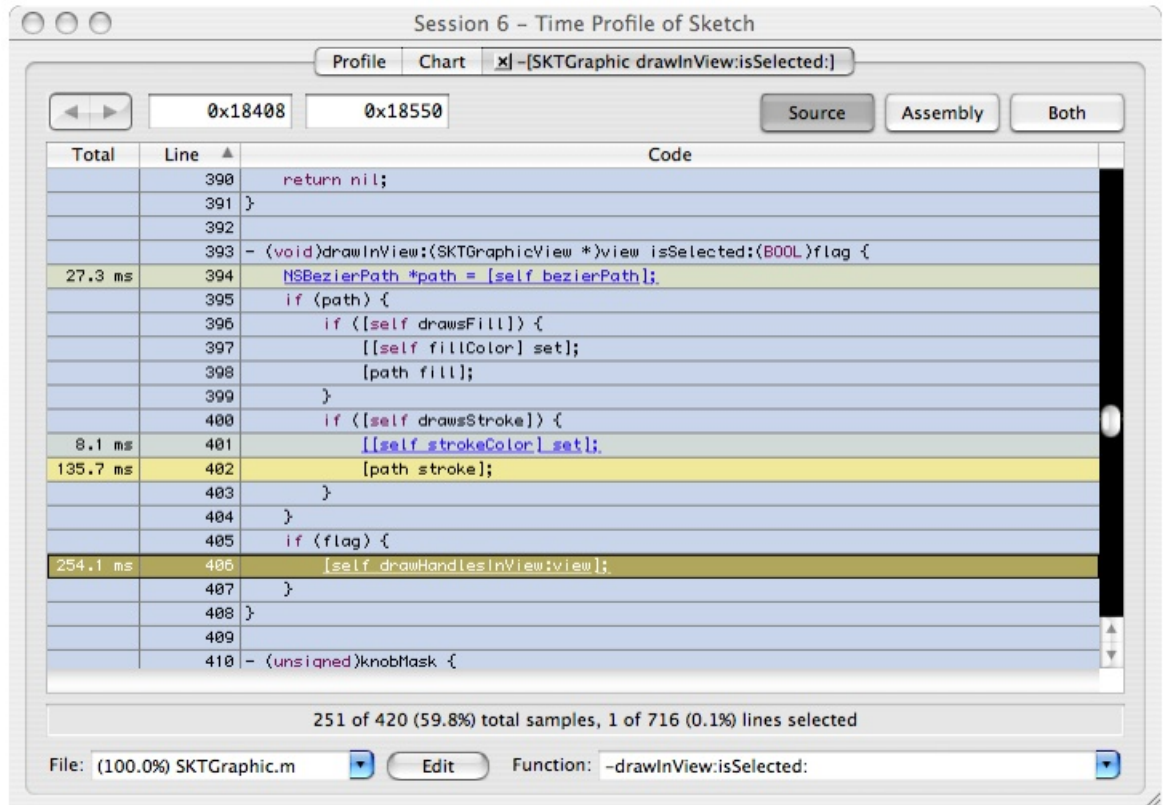 Session 6 – Time Profile of Sketch
Profile Chart x -[SKTGraphic drawInView:isSelected:]
0x18408 0x18550 Source Assembly Both
Total Line Code
390 return nil;
391 }
392
393 - (void)drawInView:(SKTGraphicView *)view isSelected:(BOOL)flag {
27.3 ms 394 NSBezierPath *path = [self bezierPath];
395 if (path) {
396 if ([self drawsFill]) {
397 [[self fillColor] set];
398 [path fill];
399 }
400 if ([self drawsStroke]) {
8.1 ms 401 [[self strokeColor] set];
135.7 ms 402 [path stroke];
403 }
404 }
405 if (flag) {
254.1 ms 406 [self drawHandlesInView:view];
407 }
408 }
409
410 - (unsigned)knobMask {
251 of 420 (59.8%) total samples, 1 of 716 (0.1%) lines selected
File: (100.0%) SKTGraphic.m Edit Function: -drawInView:isSelected: